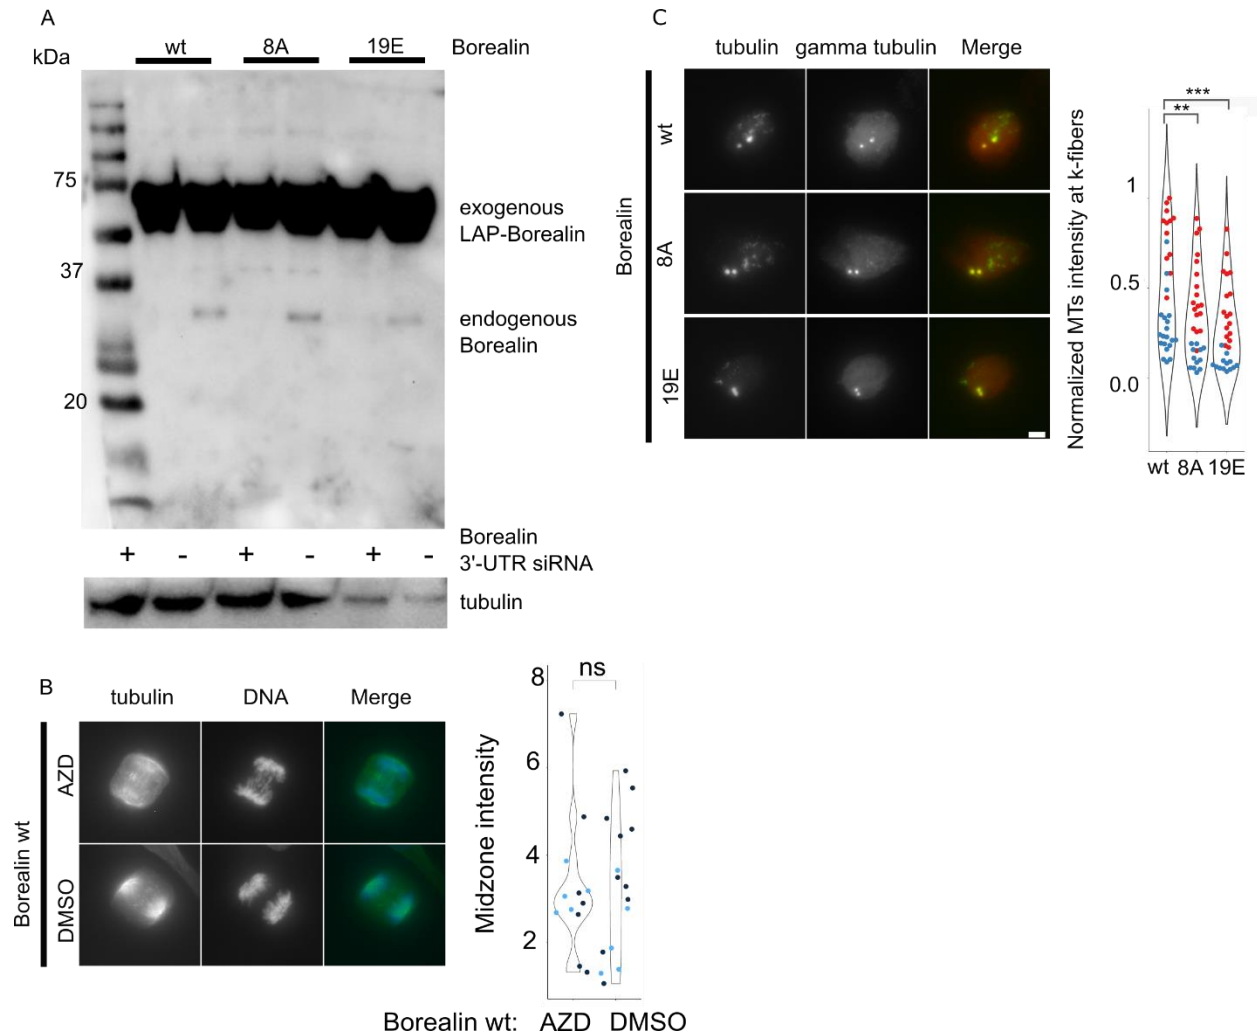 A
kDa
wt 8A 19E Borealin
75
37
20
exogenous
LAP-Borealin
endogenous
Borealin
+ - + - + -
Borealin
3'-UTR siRNA
tubulin
B
tubulin DNA Merge
Borealin wt
AZD
DMSO
Midzone intensity
8
6
4
2
ns
Borealin wt: AZD DMSO
C
tubulin gamma tubulin Merge
Borealin
wt
8A
19E
Normalized MTs intensity at k-fibers
1
0.5
0.0
***
**
wt 8A 19E